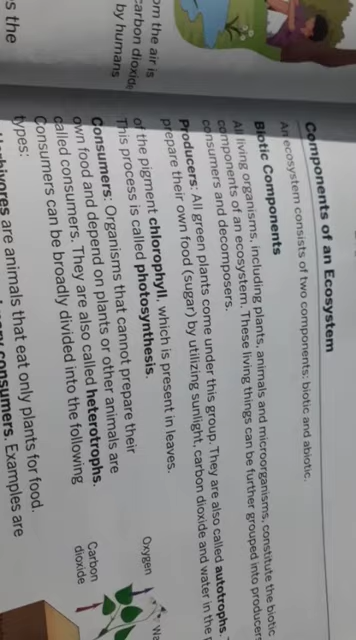 om the air is
carbon dioxide
by humans
s the
Components of an Ecosystem
An ecosystem consists of two components: biotic and abiotic.
Biotic Components
All living organisms, including plants, animals and microorganisms, constitute the biotic
components of an ecosystem. These living things can be further grouped into producer
consumers and decomposers.
Producers: All green plants come under this group. They are also called autotrophs.
prepare their own food (sugar) by utilizing sunlight, carbon dioxide and water in the
of the pigment chlorophyll, which is present in leaves.
This process is called photosynthesis.
Consumers: Organisms that cannot prepare their
own food and depend on plants or other animals are
called consumers. They are also called heterotrophs.
Consumers can be broadly divided into the following
types:
Herbivores are animals that eat only plants for food.
consumers. Examples are
Oxygen
Carbon
dioxide